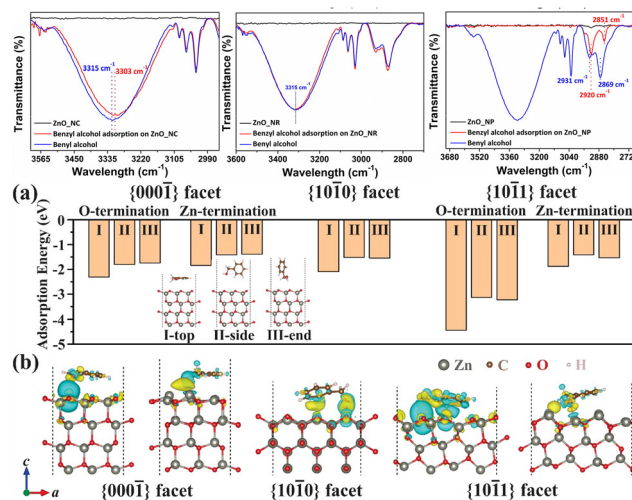 Transmittance (%)
3315 cm⁻¹
3303 cm⁻¹
ZnO_NC
Benzyl alcohol adsorption on ZnO_NC
Benyl alcohol
3565 3465 3365 3265 3165 3065 2990
Wavelength (cm⁻¹)
Transmittance (%)
3315 cm⁻¹
ZnO_NR
Benzyl alcohol adsorption on ZnO_NR
Benyl alcohol
3600 3400 3200 3000 2800
Wavelength (cm⁻¹)
Transmittance (%)
2851 cm⁻¹
2931 cm⁻¹
2869 cm⁻¹
2920 cm⁻¹
ZnO_NP
Benzyl alcohol adsorption on ZnO_NP
Benyl alcohol
3680 3520 3360 3200 3040 2880 272
Wavelength (cm⁻¹)
(a) {0001̅} facet {101̅0} facet {101̅1} facet
O-termination Zn-termination O-termination Zn-termination
Adsorption Energy (eV)
0
-1
-2
-3
-4
-5
I II III I II III I II III I II III I II III
I-top II-side III-end
(b)
Zn C O H
c
a
{0001̅} facet {101̅0} facet {101̅1} facet